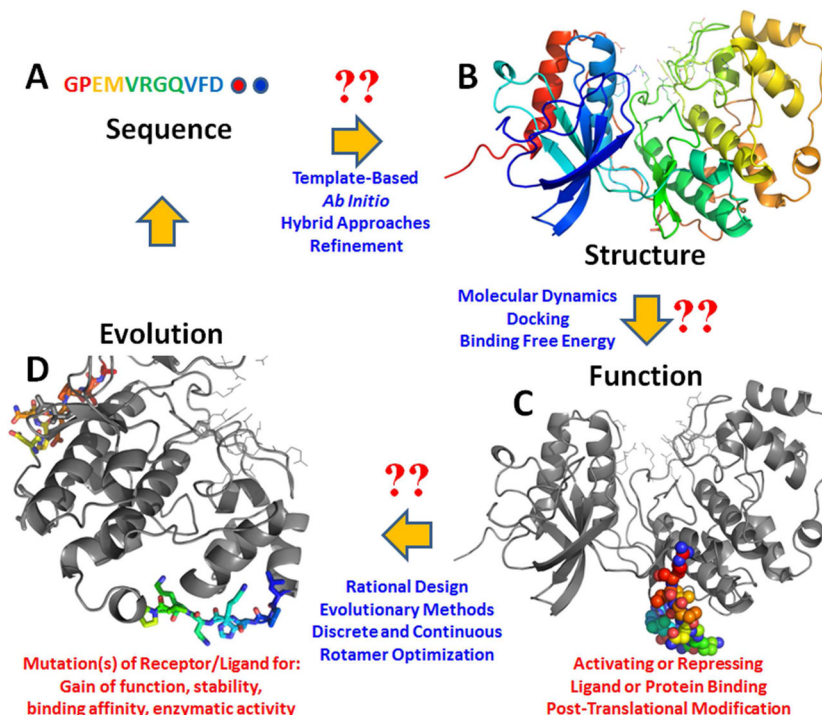 A
GPEMVRGQVFD
Sequence
??
Template-Based
Ab Initio
Hybrid Approaches
Refinement
B
Structure
Molecular Dynamics
Docking
Binding Free Energy
??
Function
C
Activating or Repressing
Ligand or Protein Binding
Post-Translational Modification
??
Rational Design
Evolutionary Methods
Discrete and Continuous
Rotamer Optimization
Evolution
D
Mutation(s) of Receptor/Ligand for:
Gain of function, stability,
binding affinity, enzymatic activity